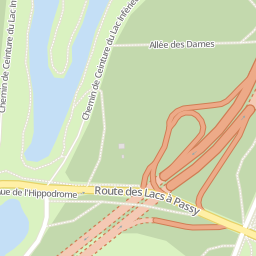 Allée des Dames
Chemin de Ceinture du Lac Inf
Chemin de Ceinture du Lac Inférieur
Route des Lacs à Passy
ue de l'Hippodrome